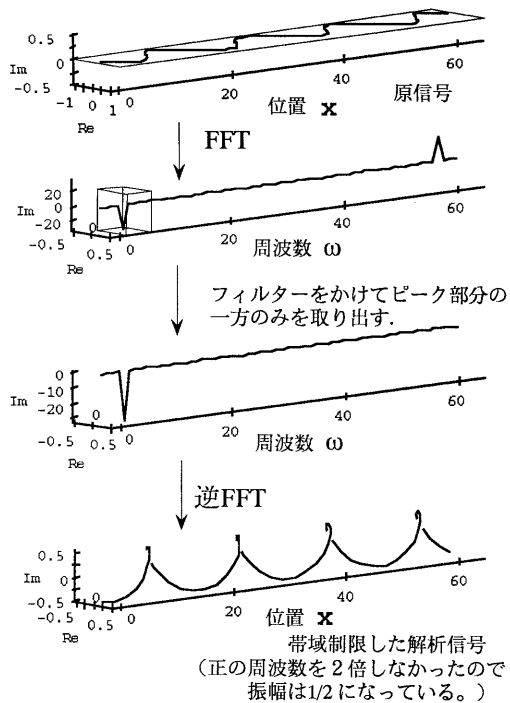 0.5
Im 0
-0.5
-1 0 1 0 20 40 60
Re
位置 x 原信号
FFT
20
Im 0
-20
-0.5 0 0.5 0 20 40 60
Re
周波数 ω
フィルターをかけてピーク部分の
一方のみを取り出す.
0
Im -10
-20
-0.5 0 0.5 0 20 40 60
Re
周波数 ω
逆FFT
0.5
Im 0
-0.5 0
-0.5 0.5 0 20 40 60
Re
位置 x
帯域制限した解析信号
（正の周波数を2倍しなかったので
振幅は1/2になっている。）